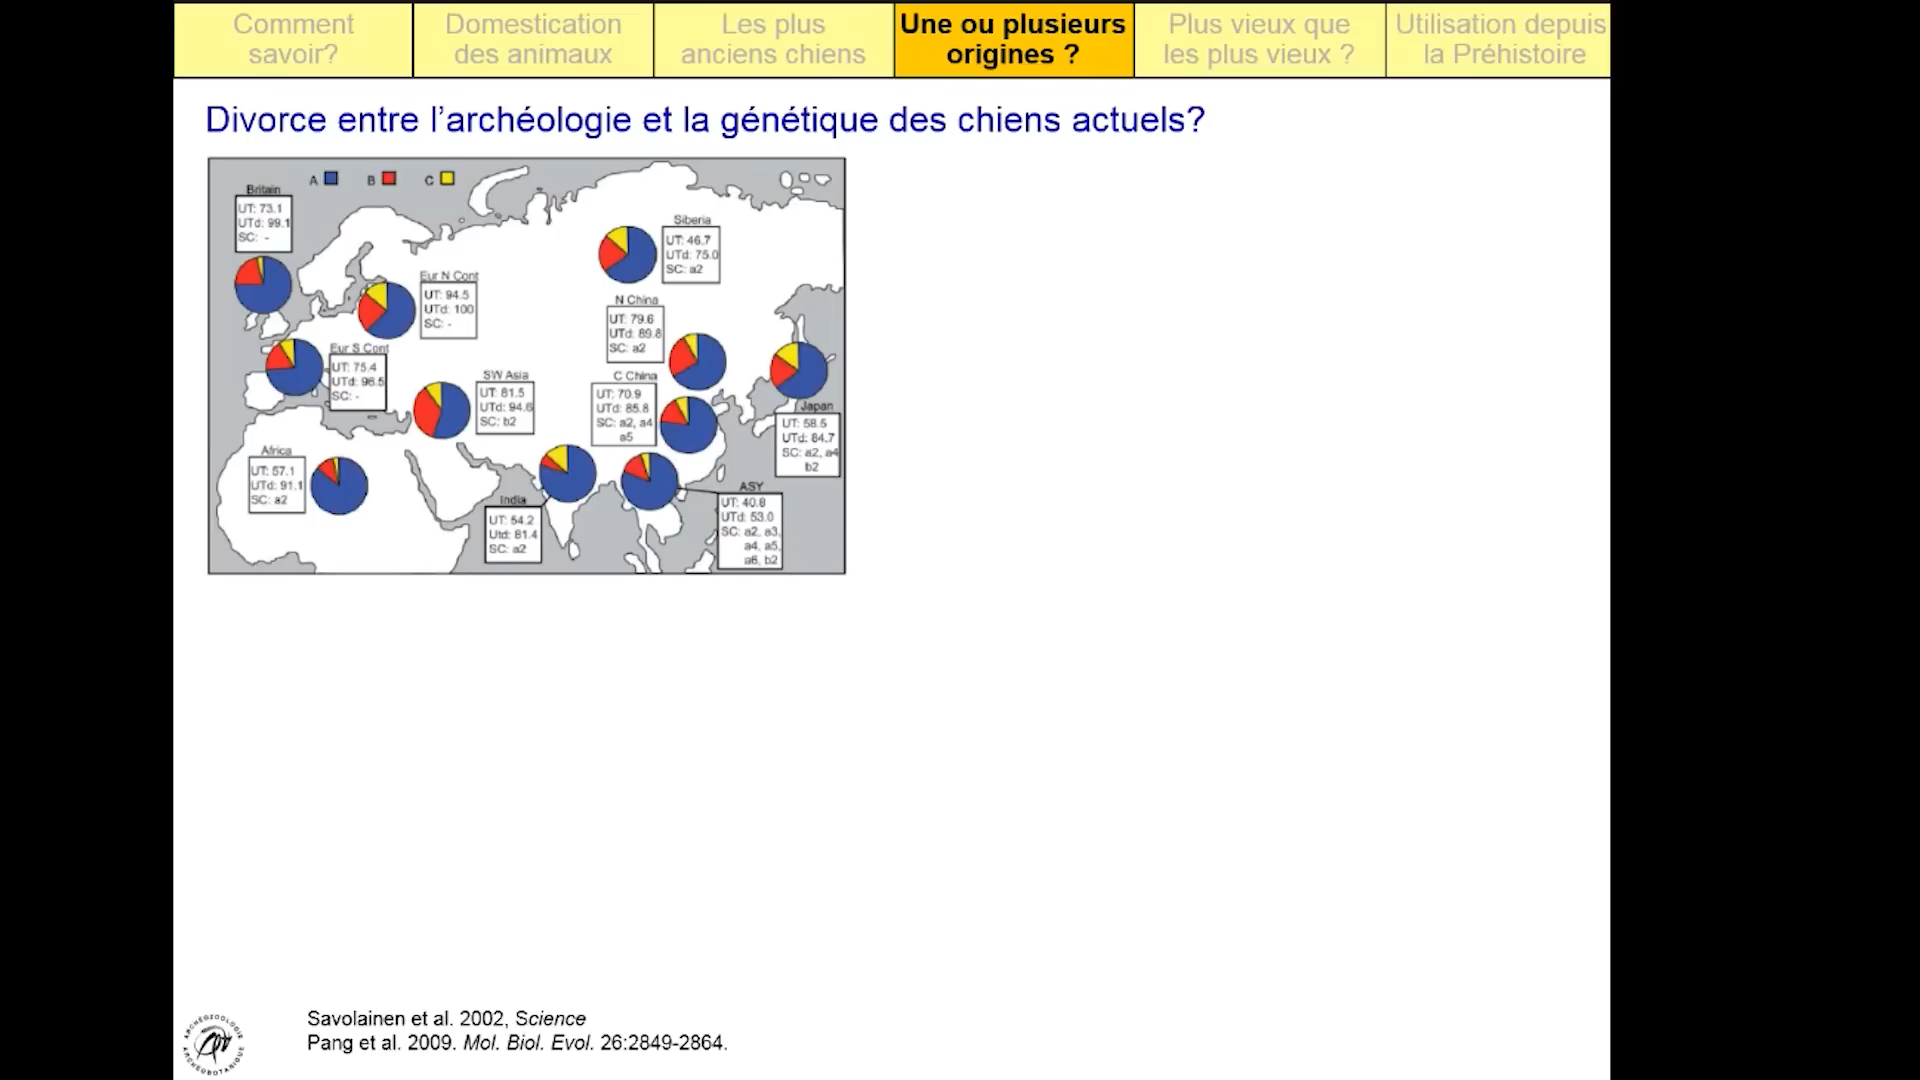 Comment
savoir?
Domestication
des animaux
Les plus
anciens chiens
Une ou plusieurs
origines ?
Plus vieux que
les plus vieux ?
Utilisation depuis
la Préhistoire
Divorce entre l’archéologie et la génétique des chiens actuels?
A B C
Britain
UT: 73.1
UTd: 99.1
SC: -
Siberia
UT: 46.7
UTd: 75.0
SC: a2
Eur N Cont
UT: 94.5
UTd: 100
SC: -
N China
UT: 79.6
UTd: 89.8
SC: a2
Eur S Cont
UT: 75.4
UTd: 96.5
SC: -
SW Asia
UT: 81.5
UTd: 94.6
SC: b2
C China
UT: 70.9
UTd: 85.8
SC: a2, a4
a5
Japan
UT: 58.5
UTd: 84.7
SC: a2, a4
b2
Africa
UT: 57.1
UTd: 91.1
SC: a2
India
UT: 54.2
Utd: 81.4
SC: a2
ASY
UT: 40.8
UTd: 53.0
SC: a2, a3,
a4, a5,
a6, b2
Savolainen et al. 2002, Science
Pang et al. 2009. Mol. Biol. Evol. 26:2849-2864.
ARCHÉOZOOLOGIE
ARCHÉOBOTANIQUE